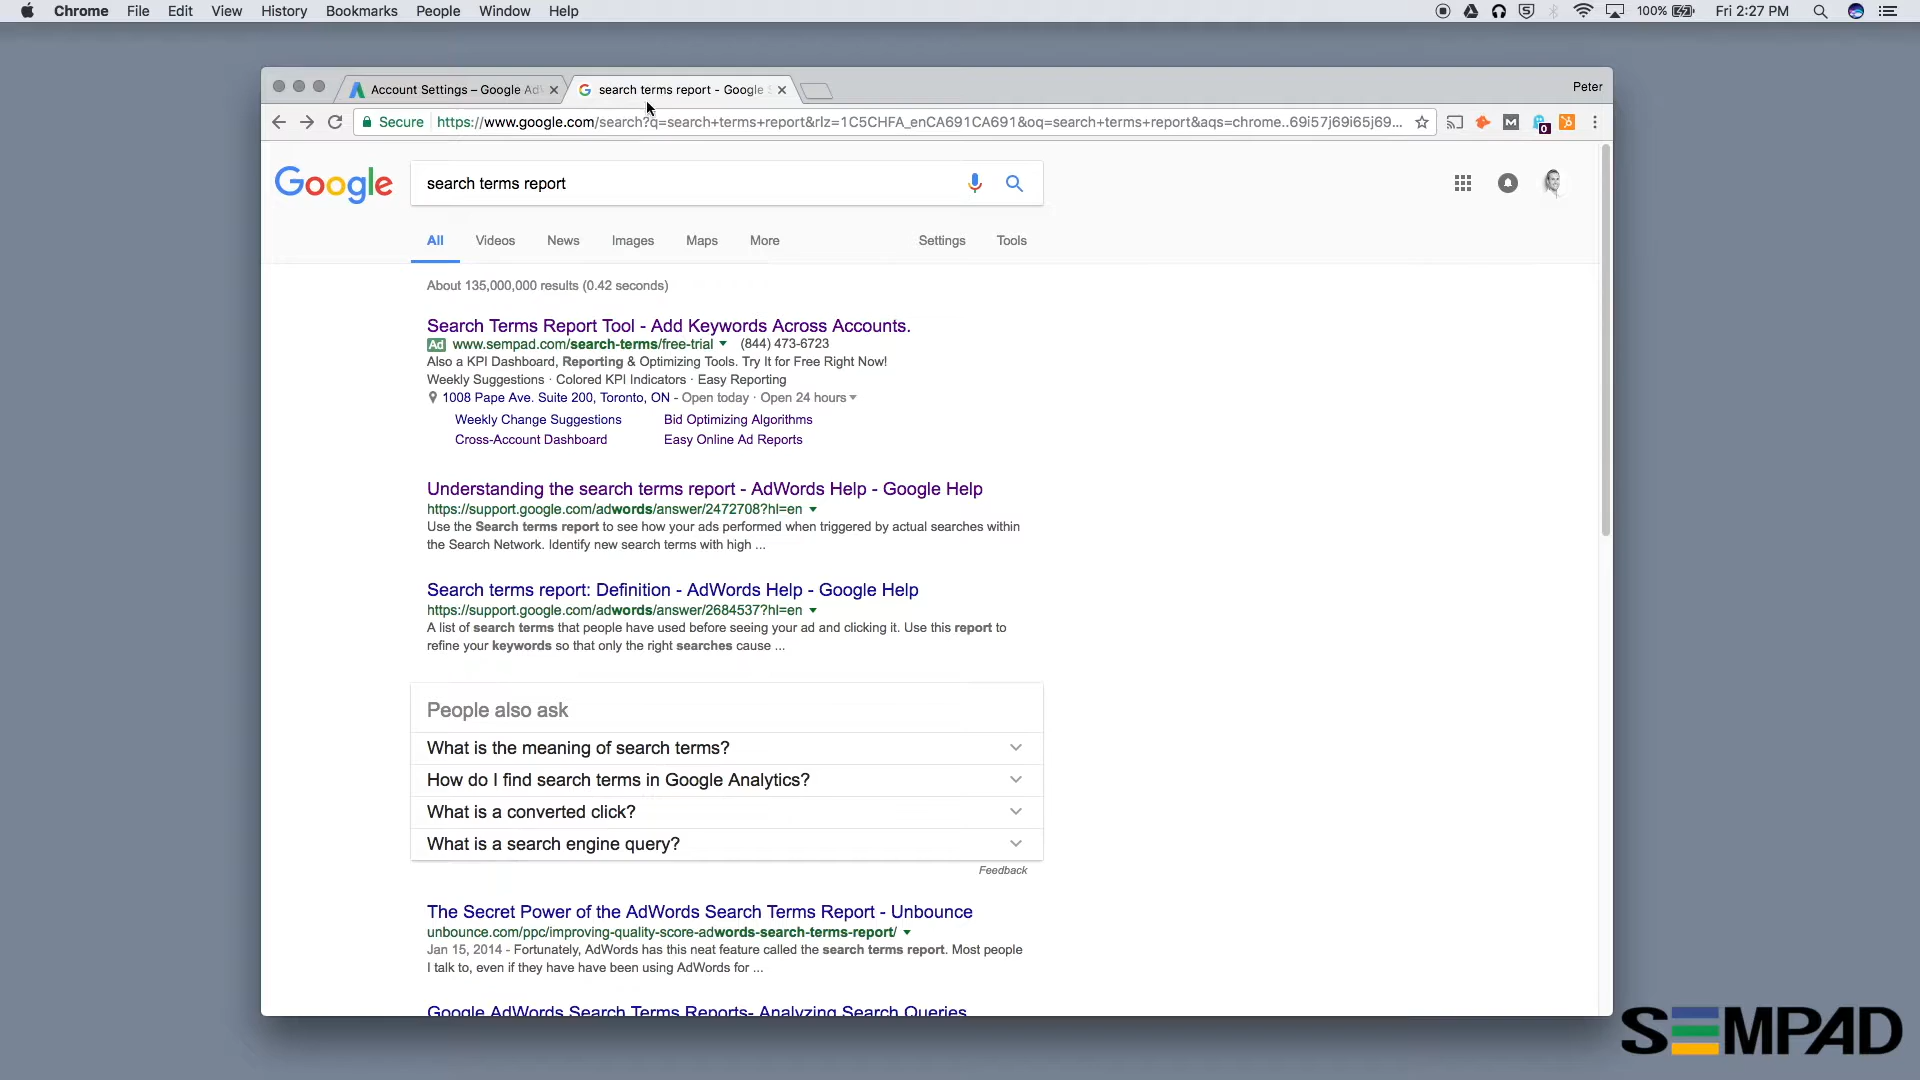 Chrome File Edit View History Bookmarks People Window Help 100% Fri 2:27 PM
Account Settings – Google Ad search terms report - Google Peter
Secure https://www.google.com/search?q=search+terms+report&rlz=1C5CHFA_enCA691CA691&oq=search+terms+report&aqs=chrome..69i57j69i65j69...
Google search terms report
All Videos News Images Maps More Settings Tools
About 135,000,000 results (0.42 seconds)
Search Terms Report Tool - Add Keywords Across Accounts.
Ad www.sempad.com/search-terms/free-trial (844) 473-6723
Also a KPI Dashboard, Reporting & Optimizing Tools. Try It for Free Right Now!
Weekly Suggestions · Colored KPI Indicators · Easy Reporting
1008 Pape Ave. Suite 200, Toronto, ON - Open today · Open 24 hours
Weekly Change Suggestions Bid Optimizing Algorithms
Cross-Account Dashboard Easy Online Ad Reports
Understanding the search terms report - AdWords Help - Google Help
https://support.google.com/adwords/answer/2472708?hl=en
Use the Search terms report to see how your ads performed when triggered by actual searches within
the Search Network. Identify new search terms with high ...
Search terms report: Definition - AdWords Help - Google Help
https://support.google.com/adwords/answer/2684537?hl=en
A list of search terms that people have used before seeing your ad and clicking it. Use this report to
refine your keywords so that only the right searches cause ...
People also ask
What is the meaning of search terms?
How do I find search terms in Google Analytics?
What is a converted click?
What is a search engine query?
Feedback
The Secret Power of the AdWords Search Terms Report - Unbounce
unbounce.com/ppc/improving-quality-score-adwords-search-terms-report/
Jan 15, 2014 - Fortunately, AdWords has this neat feature called the search terms report. Most people
I talk to, even if they have have been using AdWords for ...
Google AdWords Search Terms Reports- Analyzing Search Queries
SEMPAD